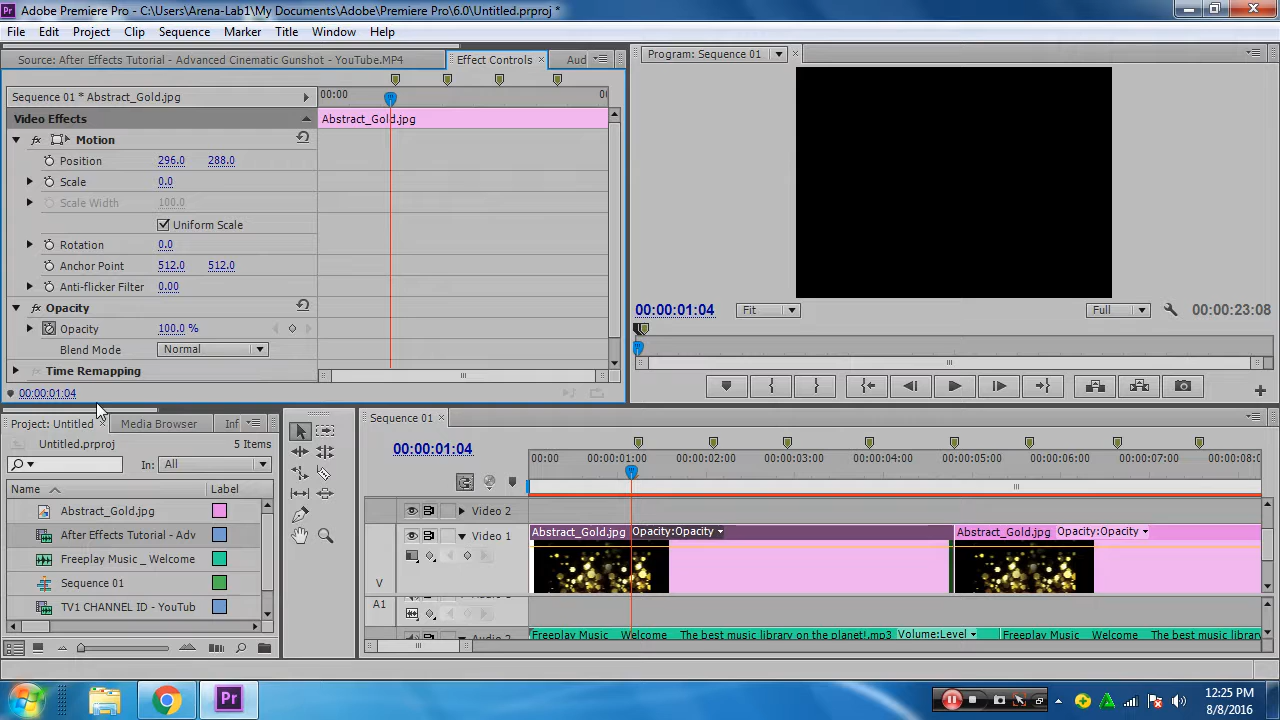 Adobe Premiere Pro - C:\Users\Arena-Lab1\My Documents\Adobe\Premiere Pro\6.0\Untitled.prproj *
File Edit Project Clip Sequence Marker Title Window Help
Source: After Effects Tutorial - Advanced Cinematic Gunshot - YouTube.MP4 Effect Controls Aud
Program: Sequence 01
Sequence 01 * Abstract_Gold.jpg
00:00
Video Effects
Abstract_Gold.jpg
Motion
Position 296.0 288.0
Scale 0.0
Scale Width 100.0
Uniform Scale
Rotation 0.0
Anchor Point 512.0 512.0
Anti-flicker Filter 0.00
Opacity
Opacity 100.0 %
Blend Mode Normal
Time Remapping
00:00:01:04
00:00:01:04 Fit Full 00:00:23:08
Project: Untitled Media Browser Inf
Untitled.prproj 5 Items
In: All
Name Label
Abstract_Gold.jpg
After Effects Tutorial - Adv
Freeplay Music _ Welcome
Sequence 01
TV1 CHANNEL ID - YouTub
Sequence 01
00:00:01:04
00:00 00:00:01:00 00:00:02:00 00:00:03:00 00:00:04:00 00:00:05:00 00:00:06:00 00:00:07:00 00:00:08:0
Video 2
Video 1
Abstract_Gold.jpg Opacity:Opacity
Abstract_Gold.jpg Opacity:Opacity
V
A1
Audio 2
Freeplay Music _ Welcome _ The best music library on the planet!.mp3 Volume:Level
Freeplay Music _ Welcome _ The best music library
Pr
12:25 PM
8/8/2016